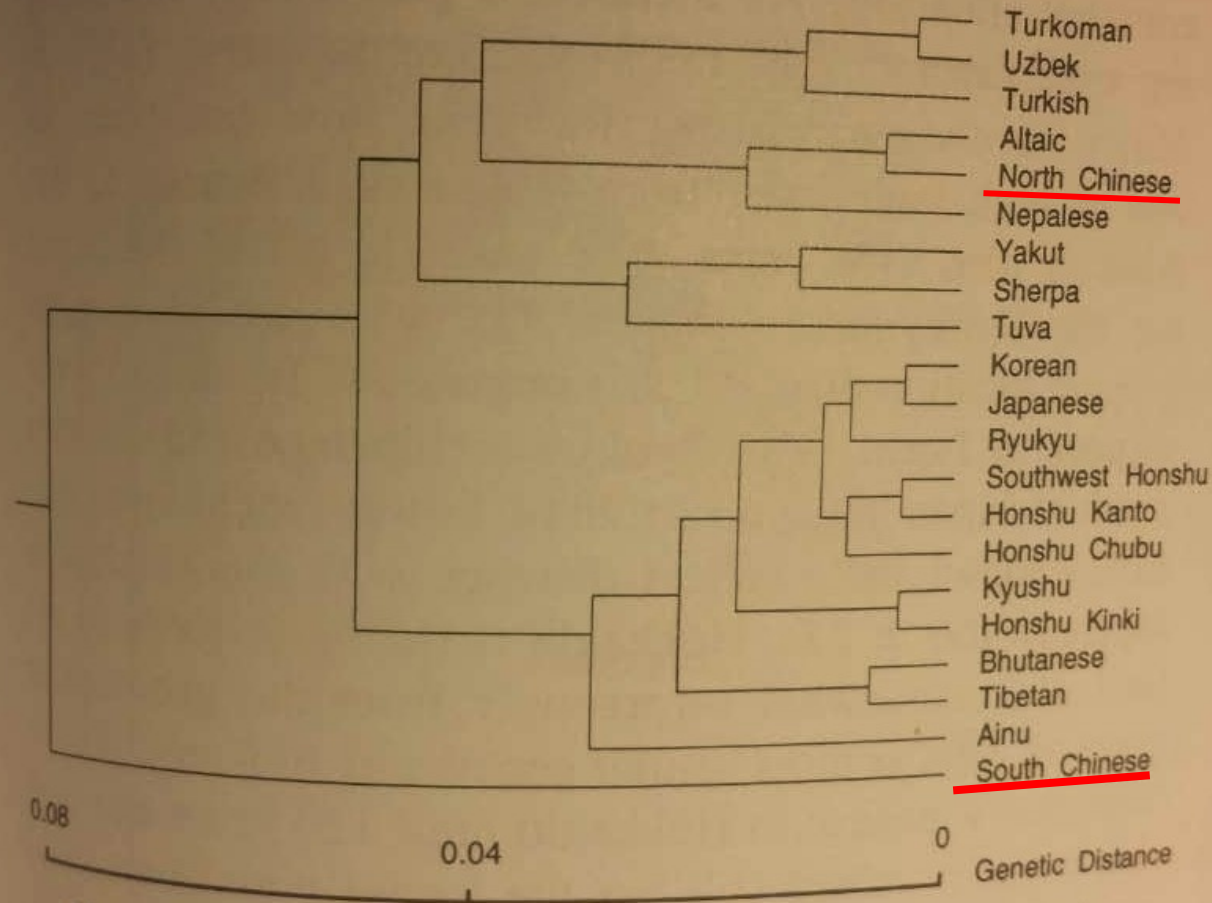 Turkoman
Uzbek
Turkish
Altaic
North Chinese
Nepalese
Yakut
Sherpa
Tuva
Korean
Japanese
Ryukyu
Southwest Honshu
Honshu Kanto
Honshu Chubu
Kyushu
Honshu Kinki
Bhutanese
Tibetan
Ainu
South Chinese
0.08
0.04
0
Genetic Distance